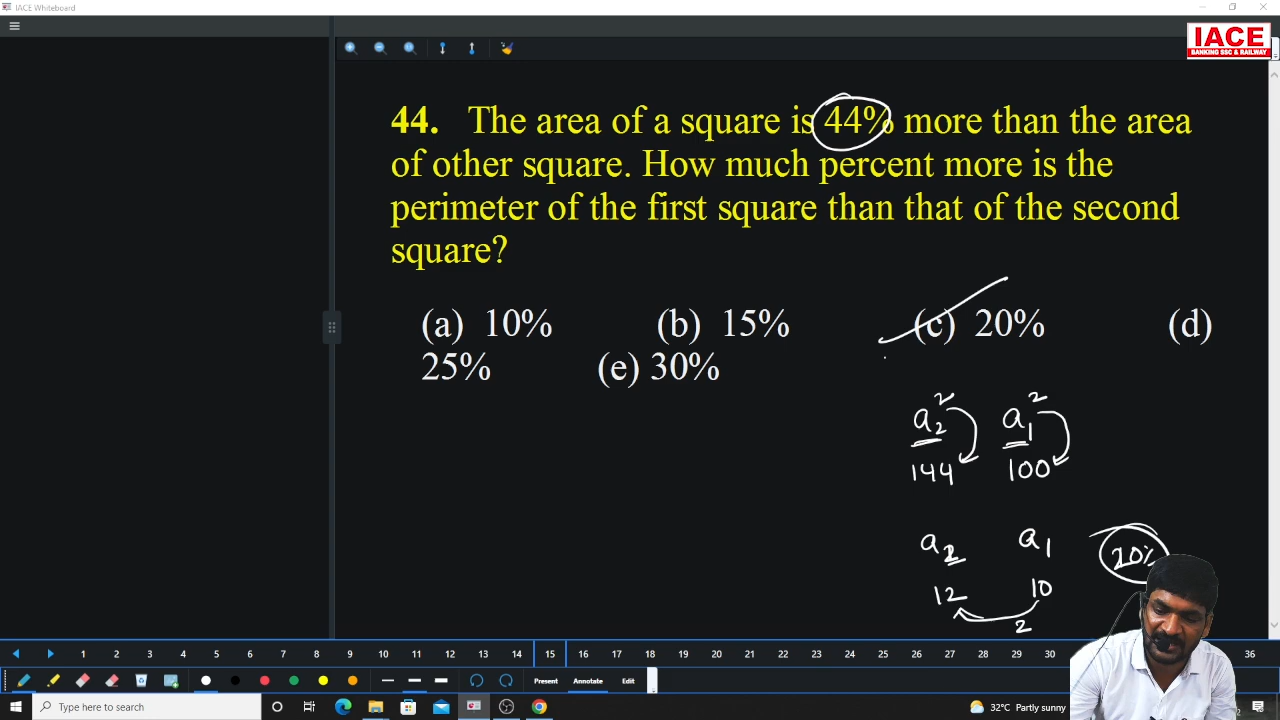 IACE Whiteboard
IACE
BANKING SSC & RAILWAY
44. The area of a square is 44% more than the area
of other square. How much percent more is the
perimeter of the first square than that of the second
square?
(a) 10% (b) 15% (c) 20% (d)
25% (e) 30%
a₂² a₁²
144 100
a₂ a₁ 20%
12 10
2
1 2 3 4 5 6 7 8 9 10 11 12 13 14 15 16 17 18 19 20 21 22 23 24 25 26 27 28 29 30 36
Present Annotate Edit
Type here to search 32°C Partly sunny